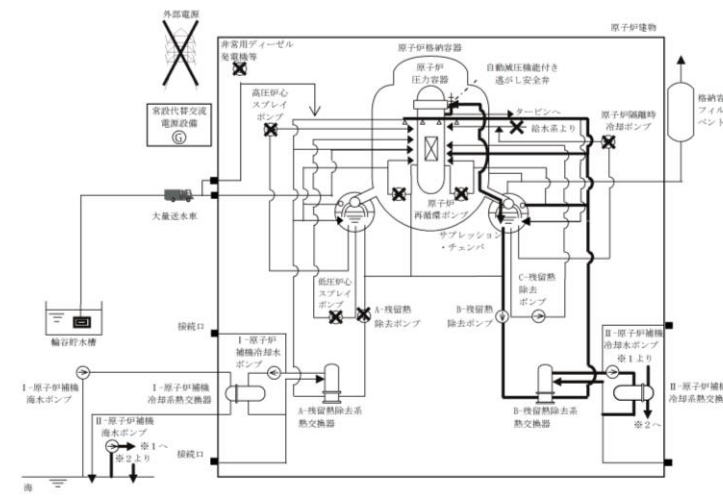 外部電源
原子炉建物
非常用ディーゼル
発電機等
原子炉格納容器
原子炉
圧力容器
自動減圧機能付き
逃がし安全弁
高圧炉心
スプレイ
ポンプ
常設代替交流
電源設備
G
タービンへ
給水系より
原子炉隔離時
冷却ポンプ
格納容
フィル
ベント
大量送水車
原子炉
再循環ポンプ
サプレッション
・チェンバ
低圧炉心
スプレイ
ポンプ
A-残留熱
除去ポンプ
B-残留熱
除去ポンプ
C-残留熱
除去
ポンプ
輪谷貯水槽
接続口
I-原子炉
補機冷却水
ポンプ
II-原子炉補機
冷却水ポンプ
※1より
I-原子炉補機
海水ポンプ
I-原子炉補機
冷却系熱交換器
II-原子炉補機
冷却系熱交換器
A-残留熱除去系
熱交換器
B-残留熱除去系
熱交換器
※2へ
II-原子炉補機
海水ポンプ
※1へ
※2より
接続口
海